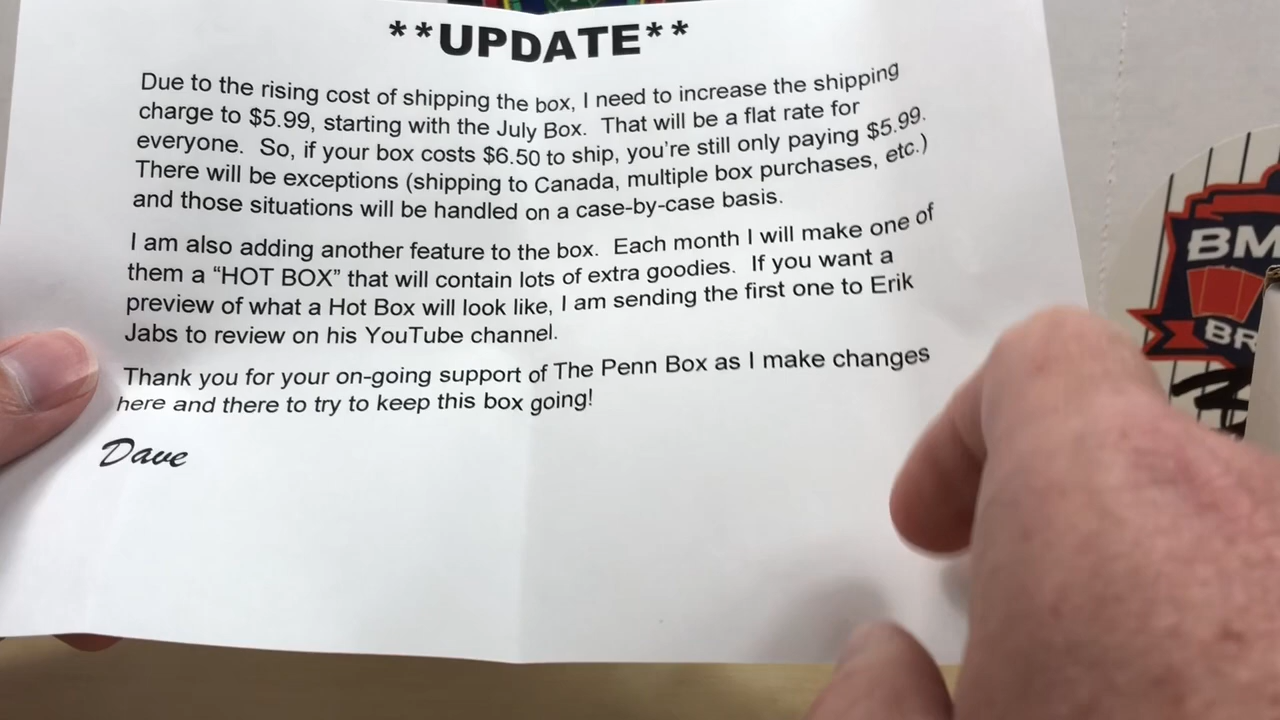 **UPDATE**
Due to the rising cost of shipping the box, I need to increase the shipping
charge to $5.99, starting with the July Box. That will be a flat rate for
everyone. So, if your box costs $6.50 to ship, you're still only paying $5.99.
There will be exceptions (shipping to Canada, multiple box purchases, etc.)
and those situations will be handled on a case-by-case basis.
I am also adding another feature to the box. Each month I will make one of
them a “HOT BOX” that will contain lots of extra goodies. If you want a
preview of what a Hot Box will look like, I am sending the first one to Erik
Jabs to review on his YouTube channel.
Thank you for your on-going support of The Penn Box as I make changes
here and there to try to keep this box going!
Dave
BM
BR